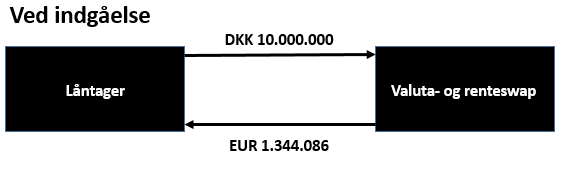 Ved indgåelse
DKK 10.000.000
Låntager
Valuta- og renteswap
EUR 1.344.086